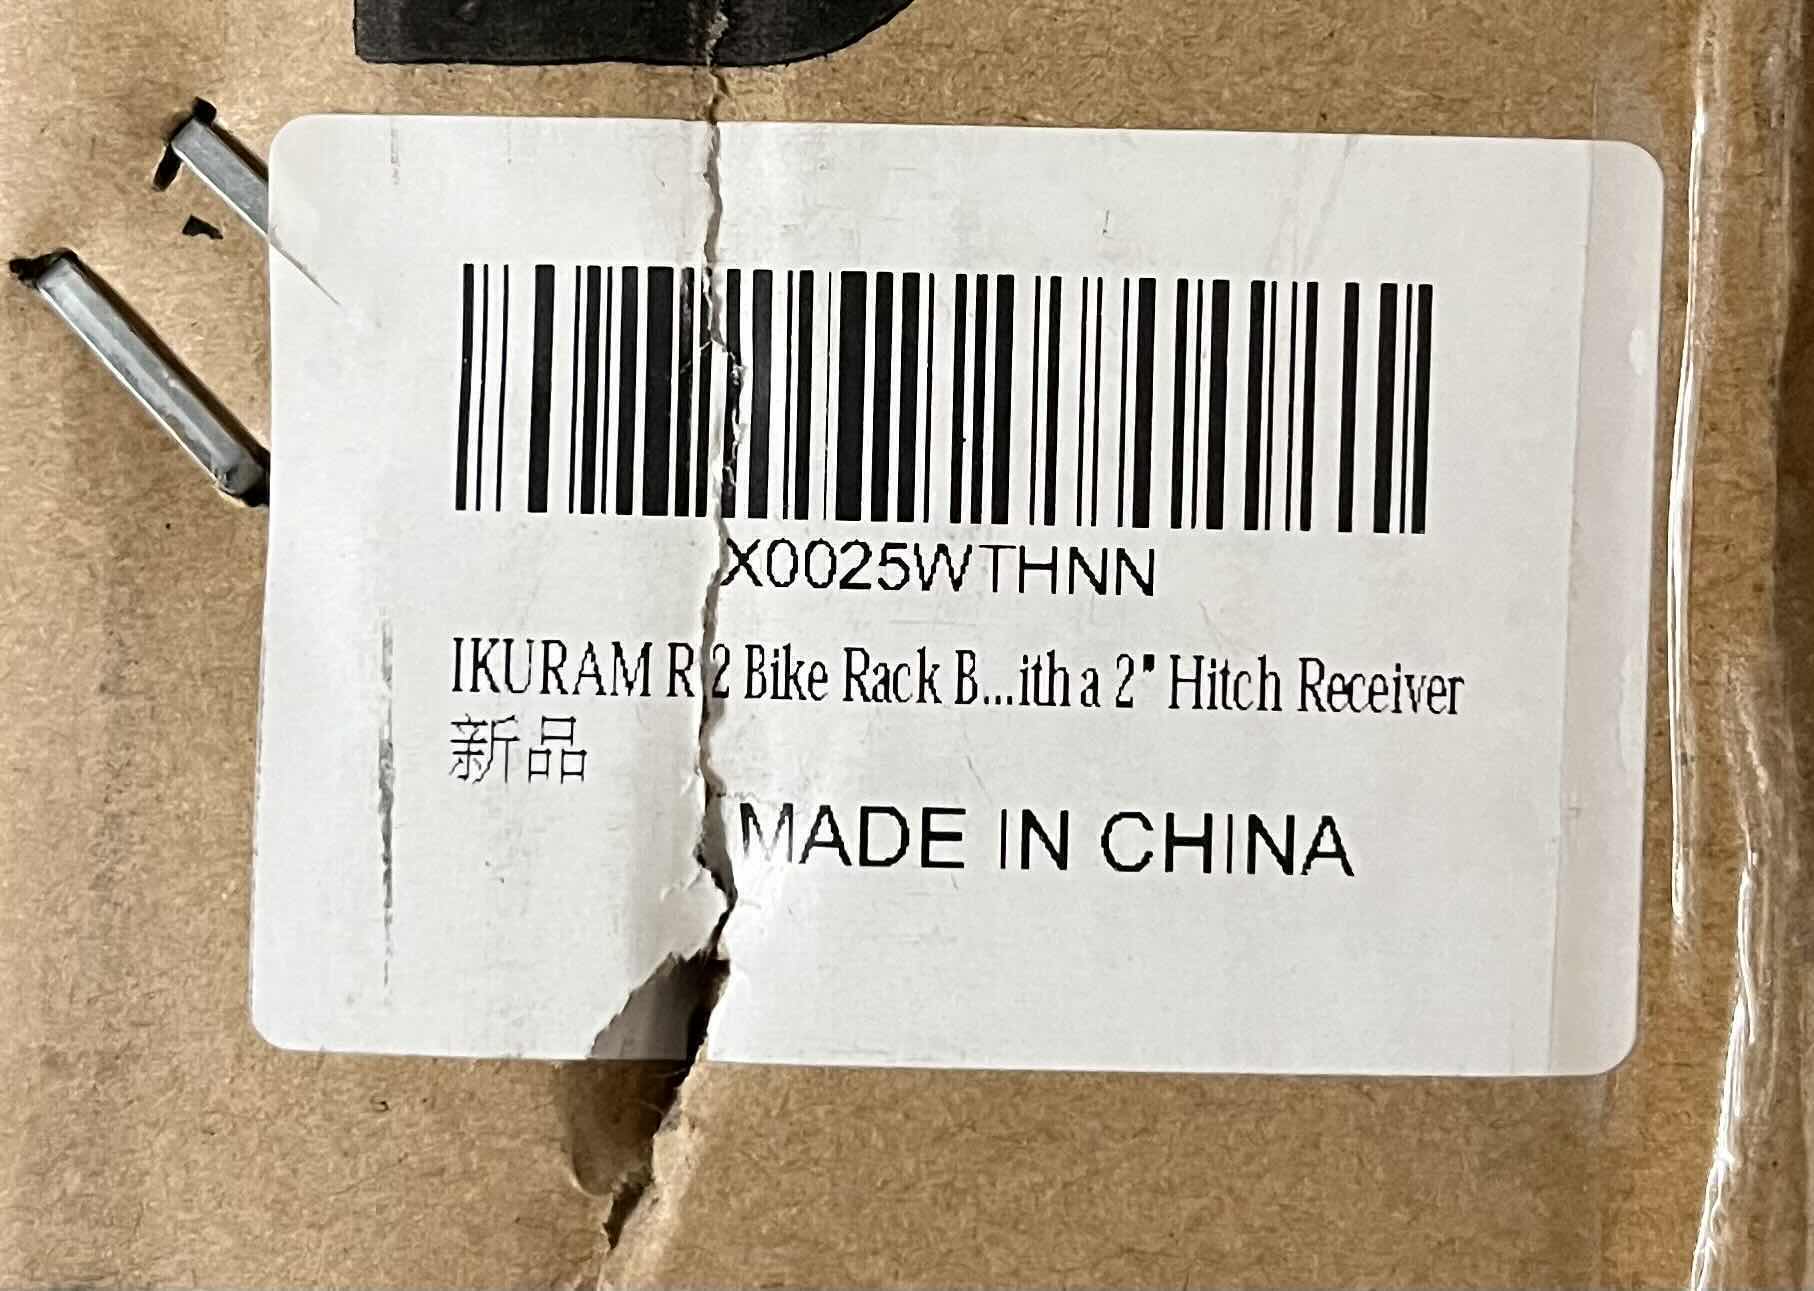 X0025WTHNN
IKURAM R 2 Bike Rack B...ith a 2" Hitch Receiver
新品
MADE IN CHINA